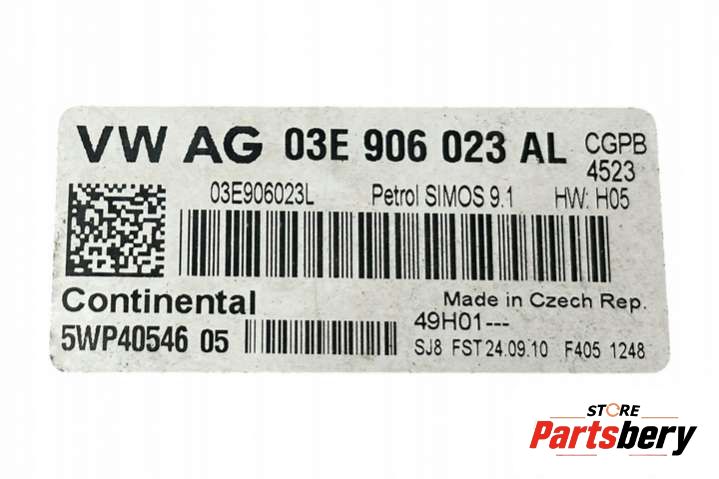 VW AG 03E 906 023 AL CGPB
4523
03E906023L Petrol SIMOS 9.1 HW: H05
Continental Made in Czech Rep.
49H01---
5WP40546 05 SJ8 FST 24.09.10 F405 1248
STORE
Partsbery